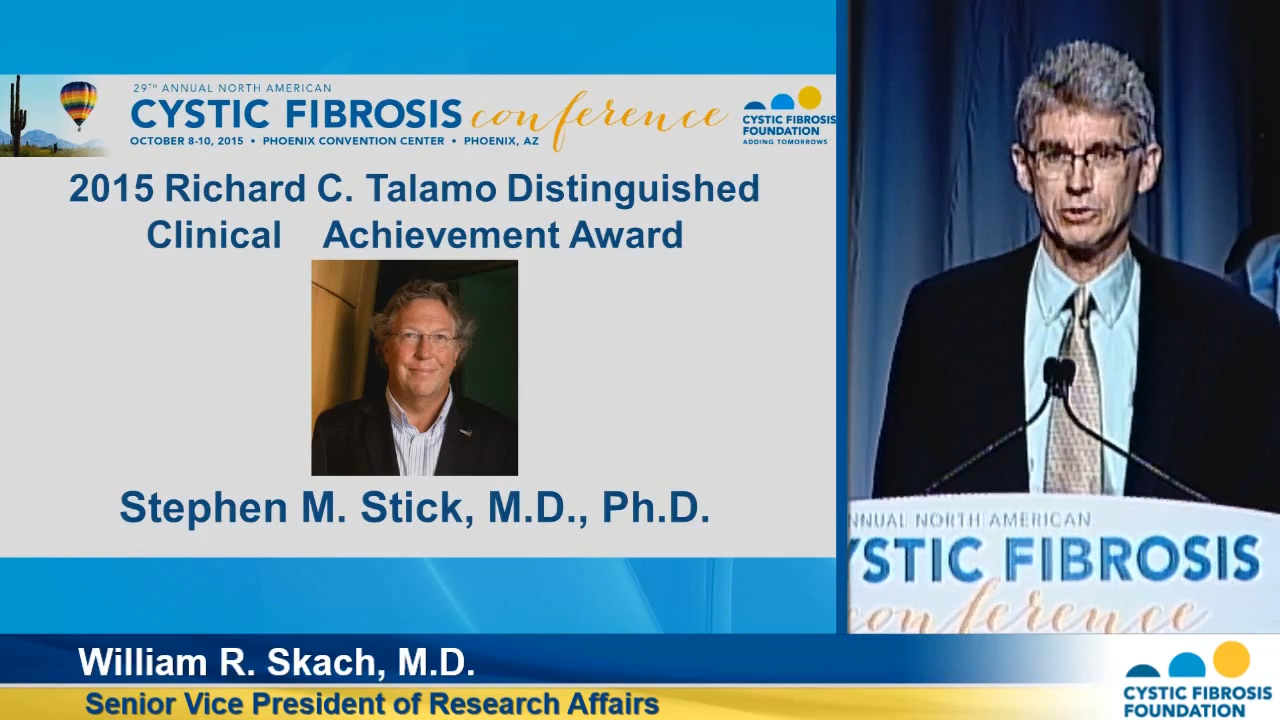 29TH ANNUAL NORTH AMERICAN
CYSTIC FIBROSIS conference
OCTOBER 8-10, 2015 • PHOENIX CONVENTION CENTER • PHOENIX, AZ
CYSTIC FIBROSIS
FOUNDATION
ADDING TOMORROWS
2015 Richard C. Talamo Distinguished
Clinical Achievement Award
Stephen M. Stick, M.D., Ph.D.
NNUAL NORTH AMERICAN
YSTIC FIBROSIS
conference
William R. Skach, M.D.
Senior Vice President of Research Affairs
CYSTIC FIBROSIS
FOUNDATION